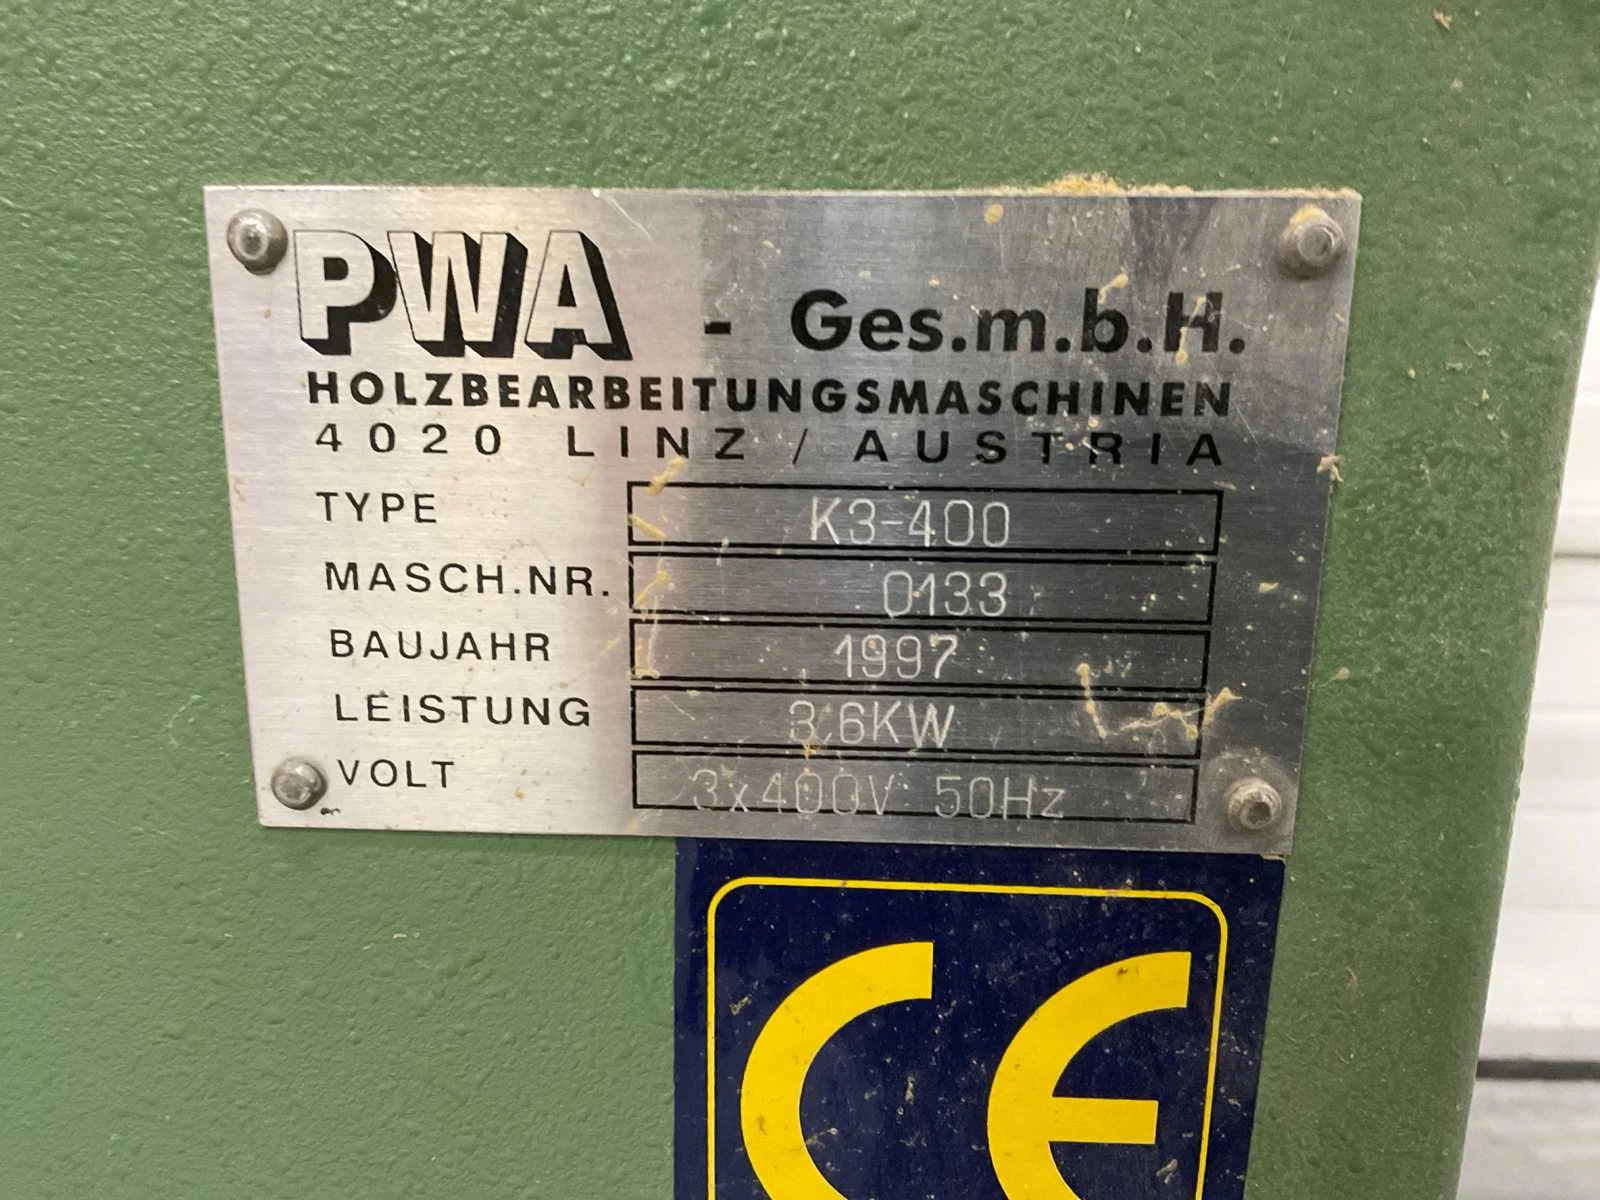 PWA - Ges.m.b.H.
HOLZBEARBEITUNGSMASCHINEN
4020 LINZ / AUSTRIA
TYPE K3-400
MASCH.NR. 0133
BAUJAHR 1997
LEISTUNG 3,6KW
VOLT 3x400V 50Hz
CE